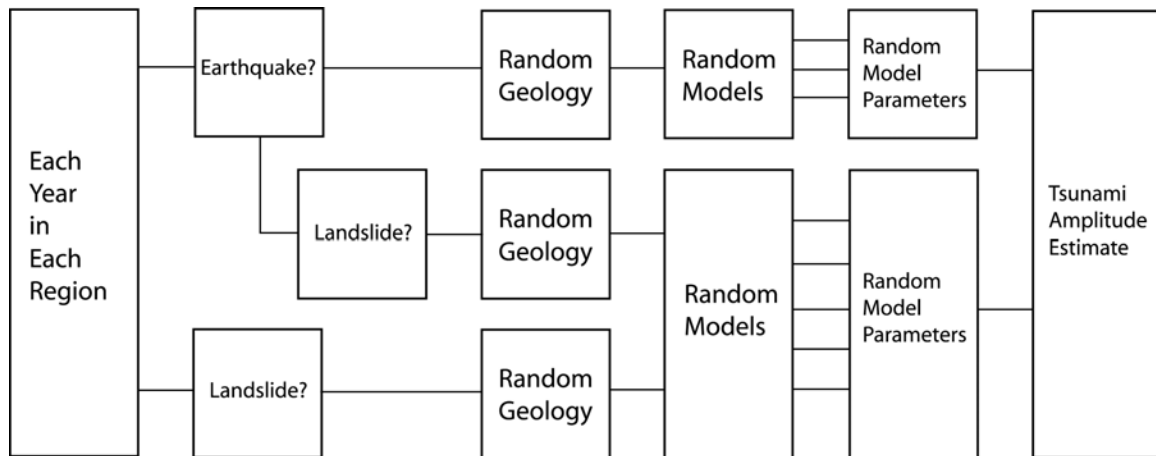 Each
Year
in
Each
Region
Earthquake?
Random
Geology
Random
Models
Random
Model
Parameters
Landslide?
Random
Geology
Random
Models
Random
Model
Parameters
Landslide?
Random
Geology
Tsunami
Amplitude
Estimate